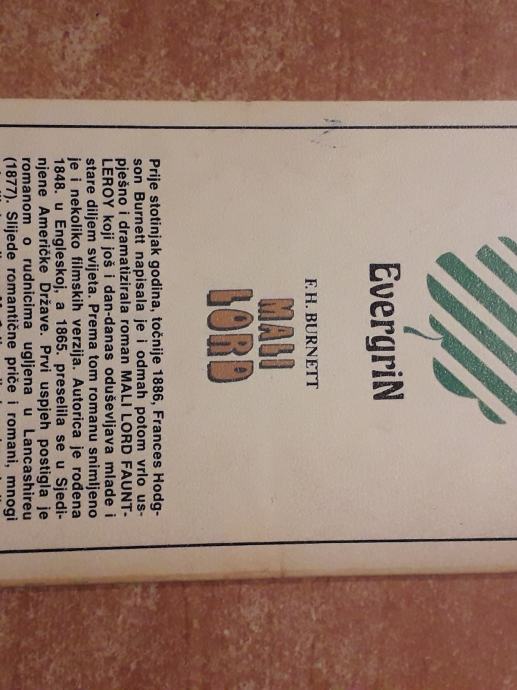 EvergriN
F. H. BURNETT
MALI
LORD
Prije stotinjak godina, točnije 1886, Frances Hodg-
son Burnett napisala je i odmah potom vrlo us-
pješno i dramatizirala roman MALI LORD FAUNT-
LEROY koji još i dan-danas oduševljava mlade i
stare diljem svijeta. Prema tom romanu snimljeno
je i nekoliko filmskih verzija. Autorica je rođena
1848. u Engleskoj, a 1865. preselila se u Sjedi-
njene Američke Države. Prvi uspjeh postigla je
romanom o rudnicima ugljena u Lancashireu
(1877). Slijede romantične priče i romani, mnogi